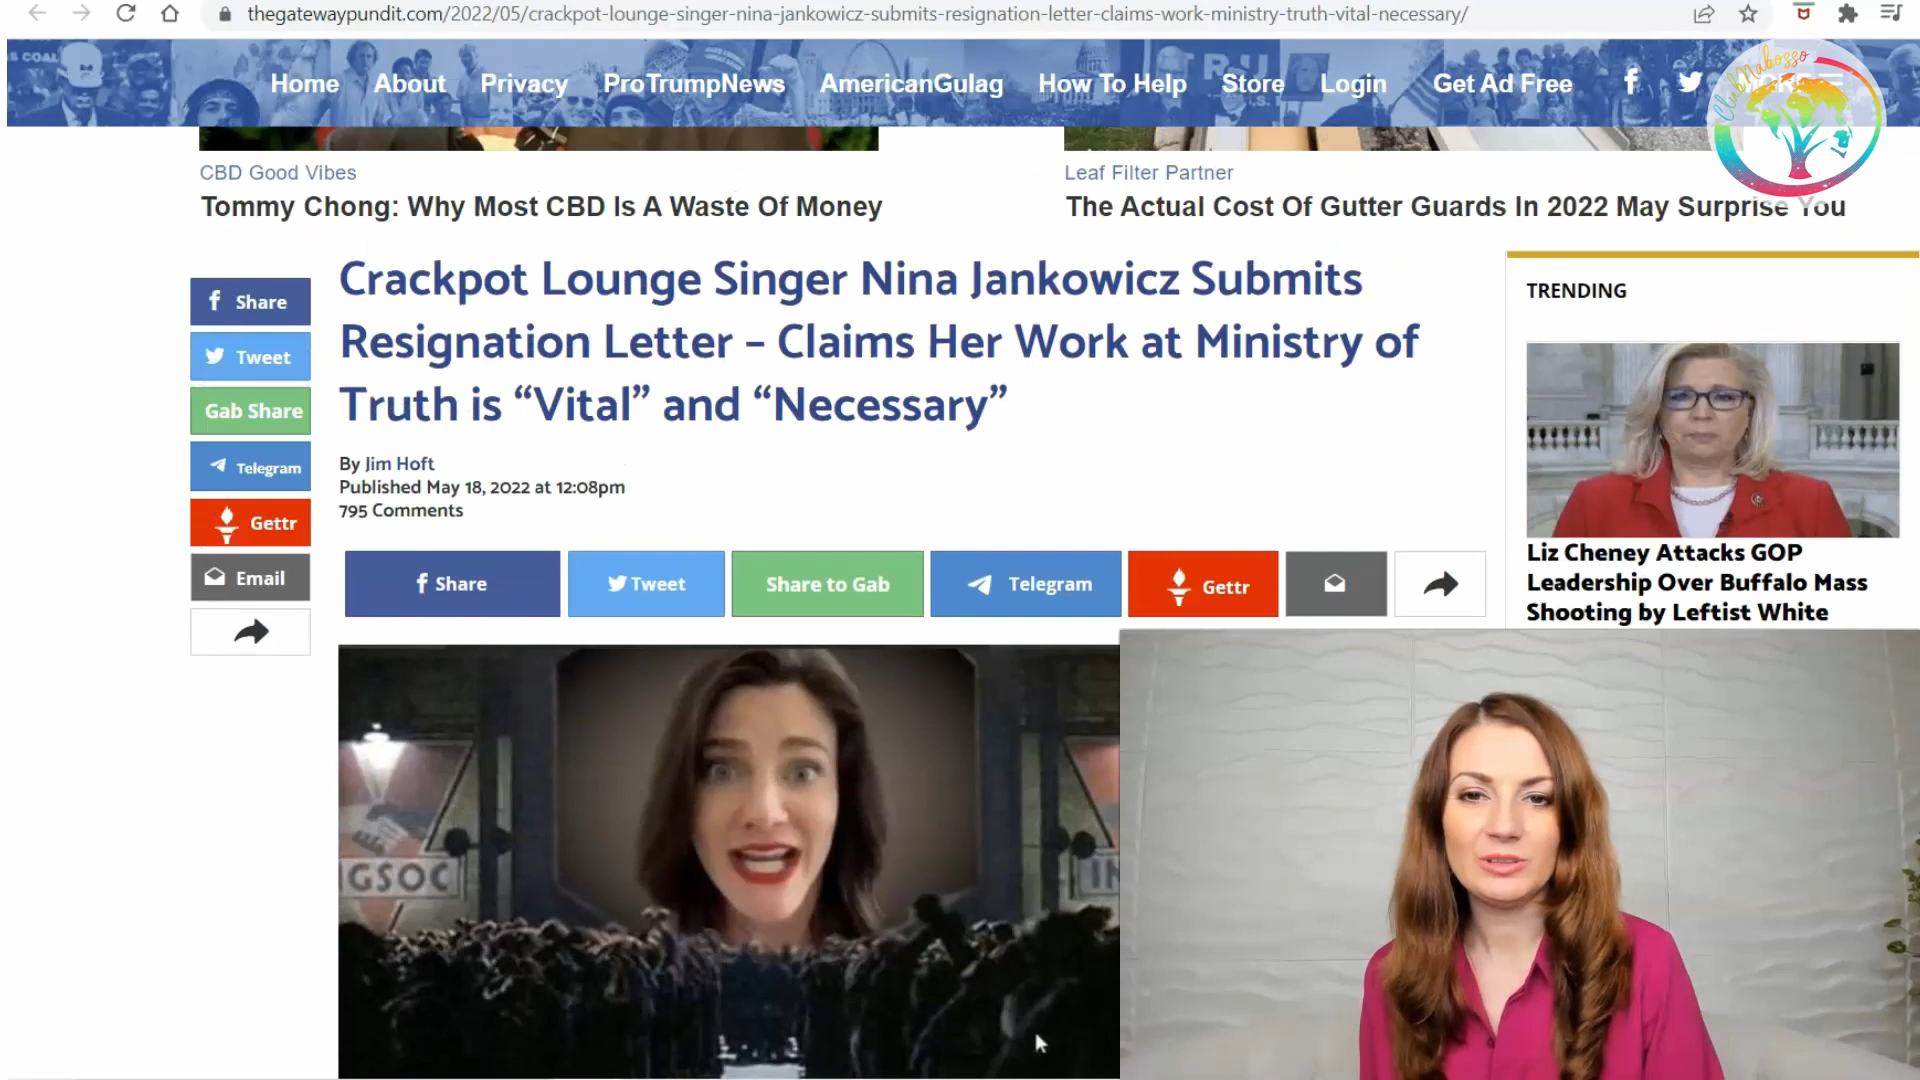 thegatewaypundit.com/2022/05/crackpot-lounge-singer-nina-jankowicz-submits-resignation-letter-claims-work-ministry-truth-vital-necessary/
S COAL
TRU
Home About Privacy ProTrumpNews AmericanGulag How To Help Store Login Get Ad Free
ClubNabosso
CBD Good Vibes
Tommy Chong: Why Most CBD Is A Waste Of Money
Leaf Filter Partner
The Actual Cost Of Gutter Guards In 2022 May Surprise You
Crackpot Lounge Singer Nina Jankowicz Submits
Resignation Letter – Claims Her Work at Ministry of
Truth is “Vital” and “Necessary”
By Jim Hoft
Published May 18, 2022 at 12:08pm
795 Comments
Share
Tweet
Gab Share
Telegram
Gettr
Email
Share Tweet Share to Gab Telegram Gettr
TRENDING
Liz Cheney Attacks GOP
Leadership Over Buffalo Mass
Shooting by Leftist White
NGSOC
IN